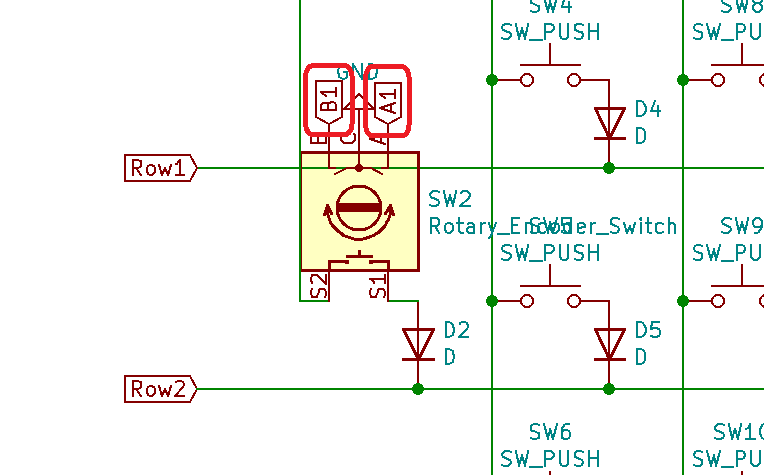 SW4
SW8
SW_PUSH
SW_PU
GND
B1
A1
D4
D
B
C
A
Row1
SW2
Rotary_Encoder_Switch
SW5
SW9
SW_PUSH
SW_PU
S2
S1
D2
D
D5
D
Row2
SW6
SW10
SW_PUSH
SW_PU